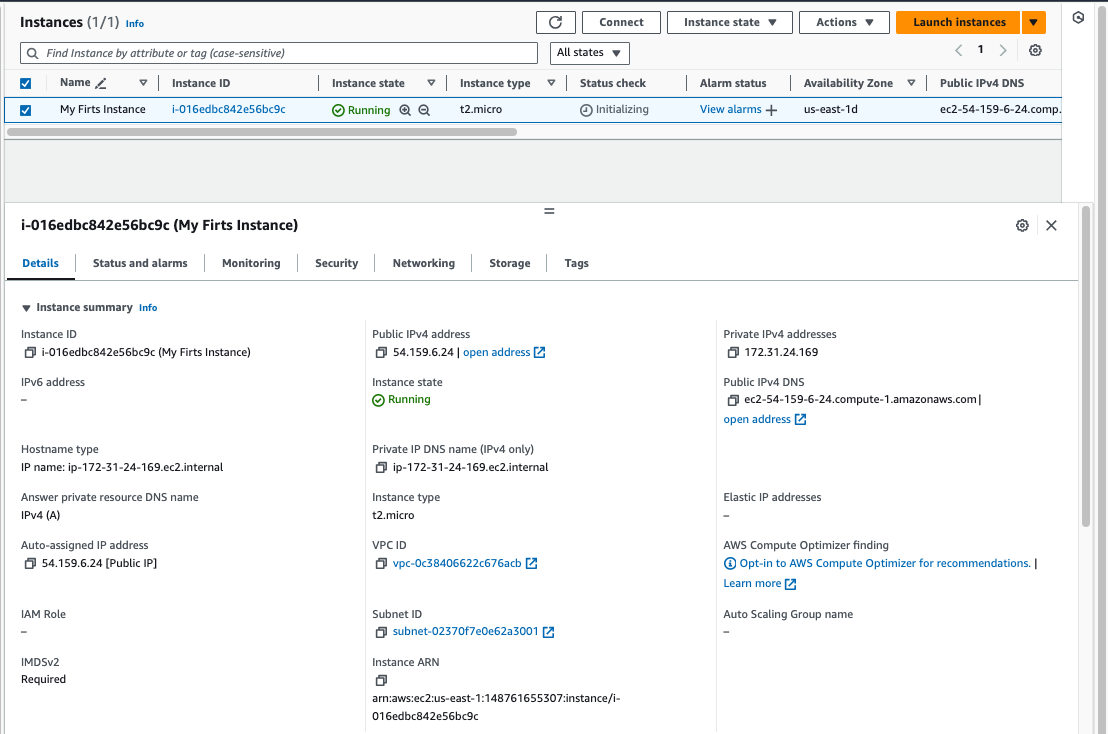 Instances (1/1) Info
Connect Instance state Actions Launch instances
Find Instance by attribute or tag (case-sensitive) All states 1
Name Instance ID Instance state Instance type Status check Alarm status Availability Zone Public IPv4 DNS
My Firts Instance i-016edbc842e56bc9c Running t2.micro Initializing View alarms us-east-1d ec2-54-159-6-24.comp.
i-016edbc842e56bc9c (My Firts Instance)
Details Status and alarms Monitoring Security Networking Storage Tags
Instance summary Info
Instance ID Public IPv4 address Private IPv4 addresses
i-016edbc842e56bc9c (My Firts Instance) 54.159.6.24 | open address 172.31.24.169
IPv6 address Instance state Public IPv4 DNS
– Running ec2-54-159-6-24.compute-1.amazonaws.com |
open address
Hostname type Private IP DNS name (IPv4 only)
IP name: ip-172-31-24-169.ec2.internal ip-172-31-24-169.ec2.internal
Answer private resource DNS name Instance type Elastic IP addresses
IPv4 (A) t2.micro –
Auto-assigned IP address VPC ID AWS Compute Optimizer finding
54.159.6.24 [Public IP] vpc-0c38406622c676acb Opt-in to AWS Compute Optimizer for recommendations. |
Learn more
IAM Role Subnet ID Auto Scaling Group name
– subnet-02370f7e0e62a3001 –
IMDSv2 Instance ARN
Required
arn:aws:ec2:us-east-1:148761655307:instance/i-
016edbc842e56bc9c